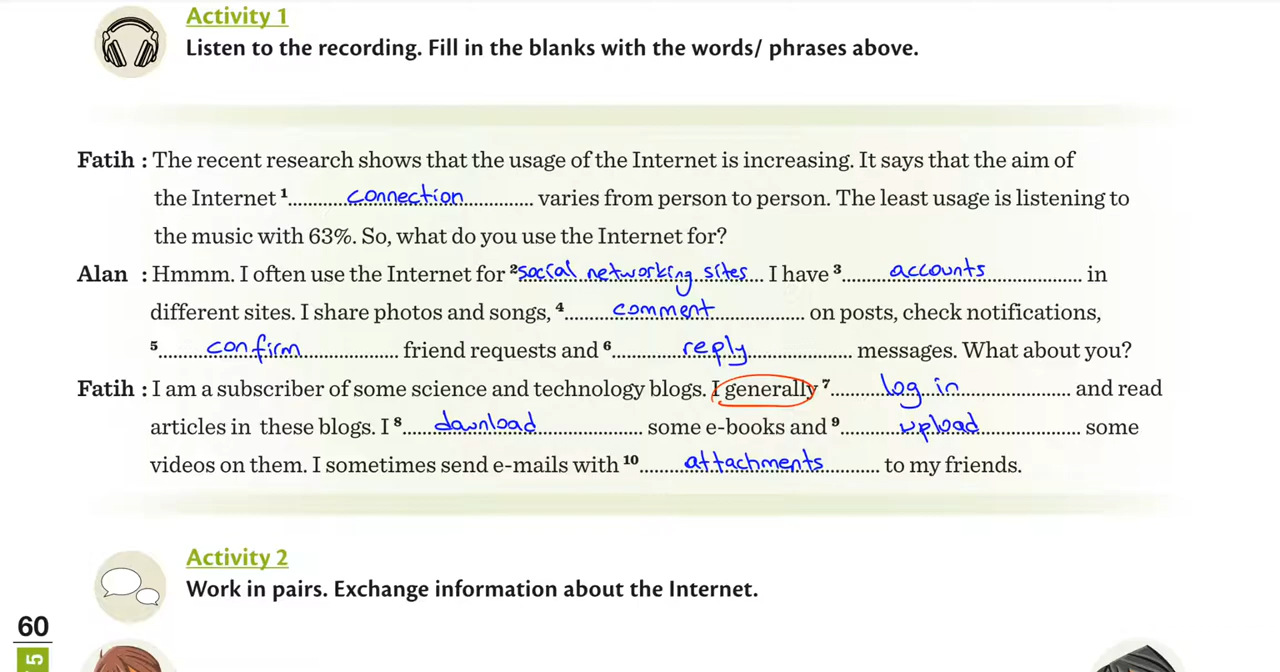 Activity 1
Listen to the recording. Fill in the blanks with the words/ phrases above.
Fatih : The recent research shows that the usage of the Internet is increasing. It says that the aim of
the Internet ¹.......connection....... varies from person to person. The least usage is listening to
the music with 63%. So, what do you use the Internet for?
Alan : Hmmm. I often use the Internet for ²social networking sites... I have ³.......accounts....... in
different sites. I share photos and songs, ⁴.......comment....... on posts, check notifications,
⁵.......confirm....... friend requests and ⁶.......reply....... messages. What about you?
Fatih : I am a subscriber of some science and technology blogs. I generally ⁷.......log in....... and read
articles in these blogs. I ⁸.......download....... some e-books and ⁹.......upload....... some
videos on them. I sometimes send e-mails with ¹⁰.......attachments....... to my friends.
Activity 2
Work in pairs. Exchange information about the Internet.
60
5